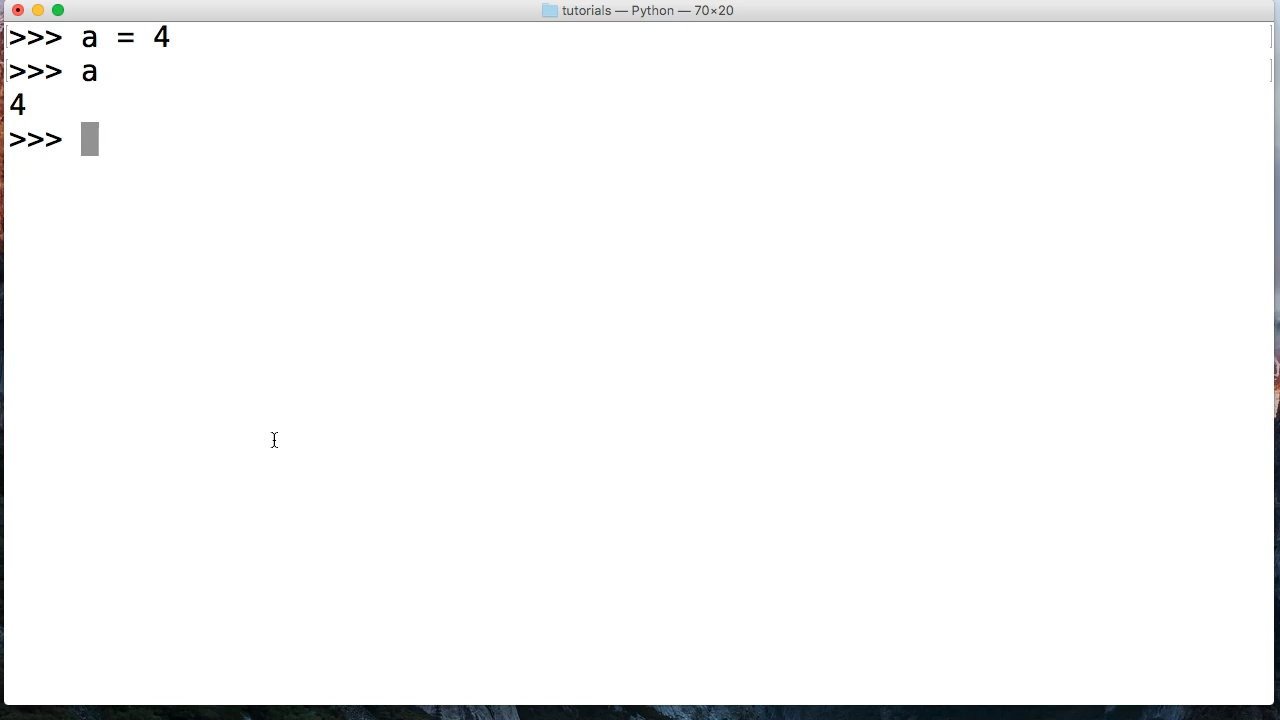 tutorials — Python — 70×20
>>> a = 4
>>> a
4
>>>